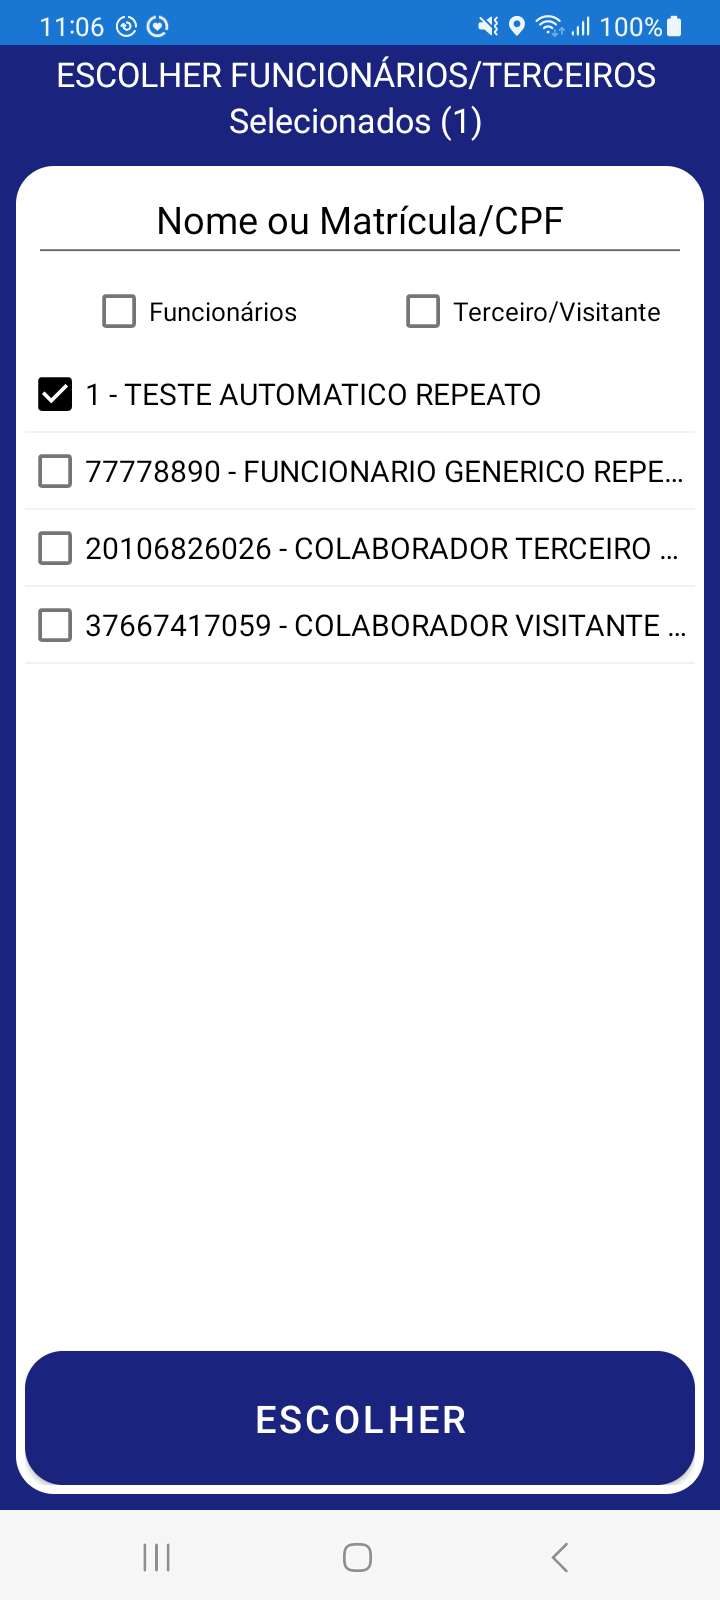 11:06 100%
ESCOLHER FUNCIONÁRIOS/TERCEIROS
Selecionados (1)
Nome ou Matrícula/CPF
Funcionários Terceiro/Visitante
1 - TESTE AUTOMATICO REPEATO
77778890 - FUNCIONARIO GENERICO REPE...
20106826026 - COLABORADOR TERCEIRO ...
37667417059 - COLABORADOR VISITANTE ...
ESCOLHER